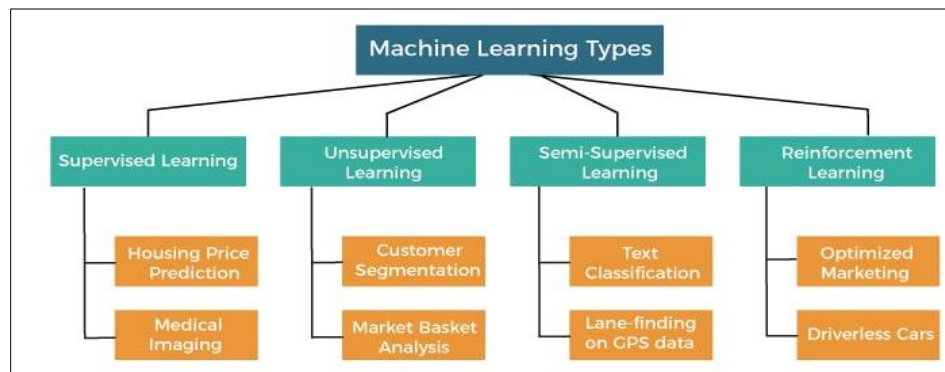 Machine Learning Types
Supervised Learning
Unsupervised
Learning
Semi-Supervised
Learning
Reinforcement
Learning
Housing Price
Prediction
Customer
Segmentation
Text
Classification
Optimized
Marketing
Medical
Imaging
Market Basket
Analysis
Lane-finding
on GPS data
Driverless Cars